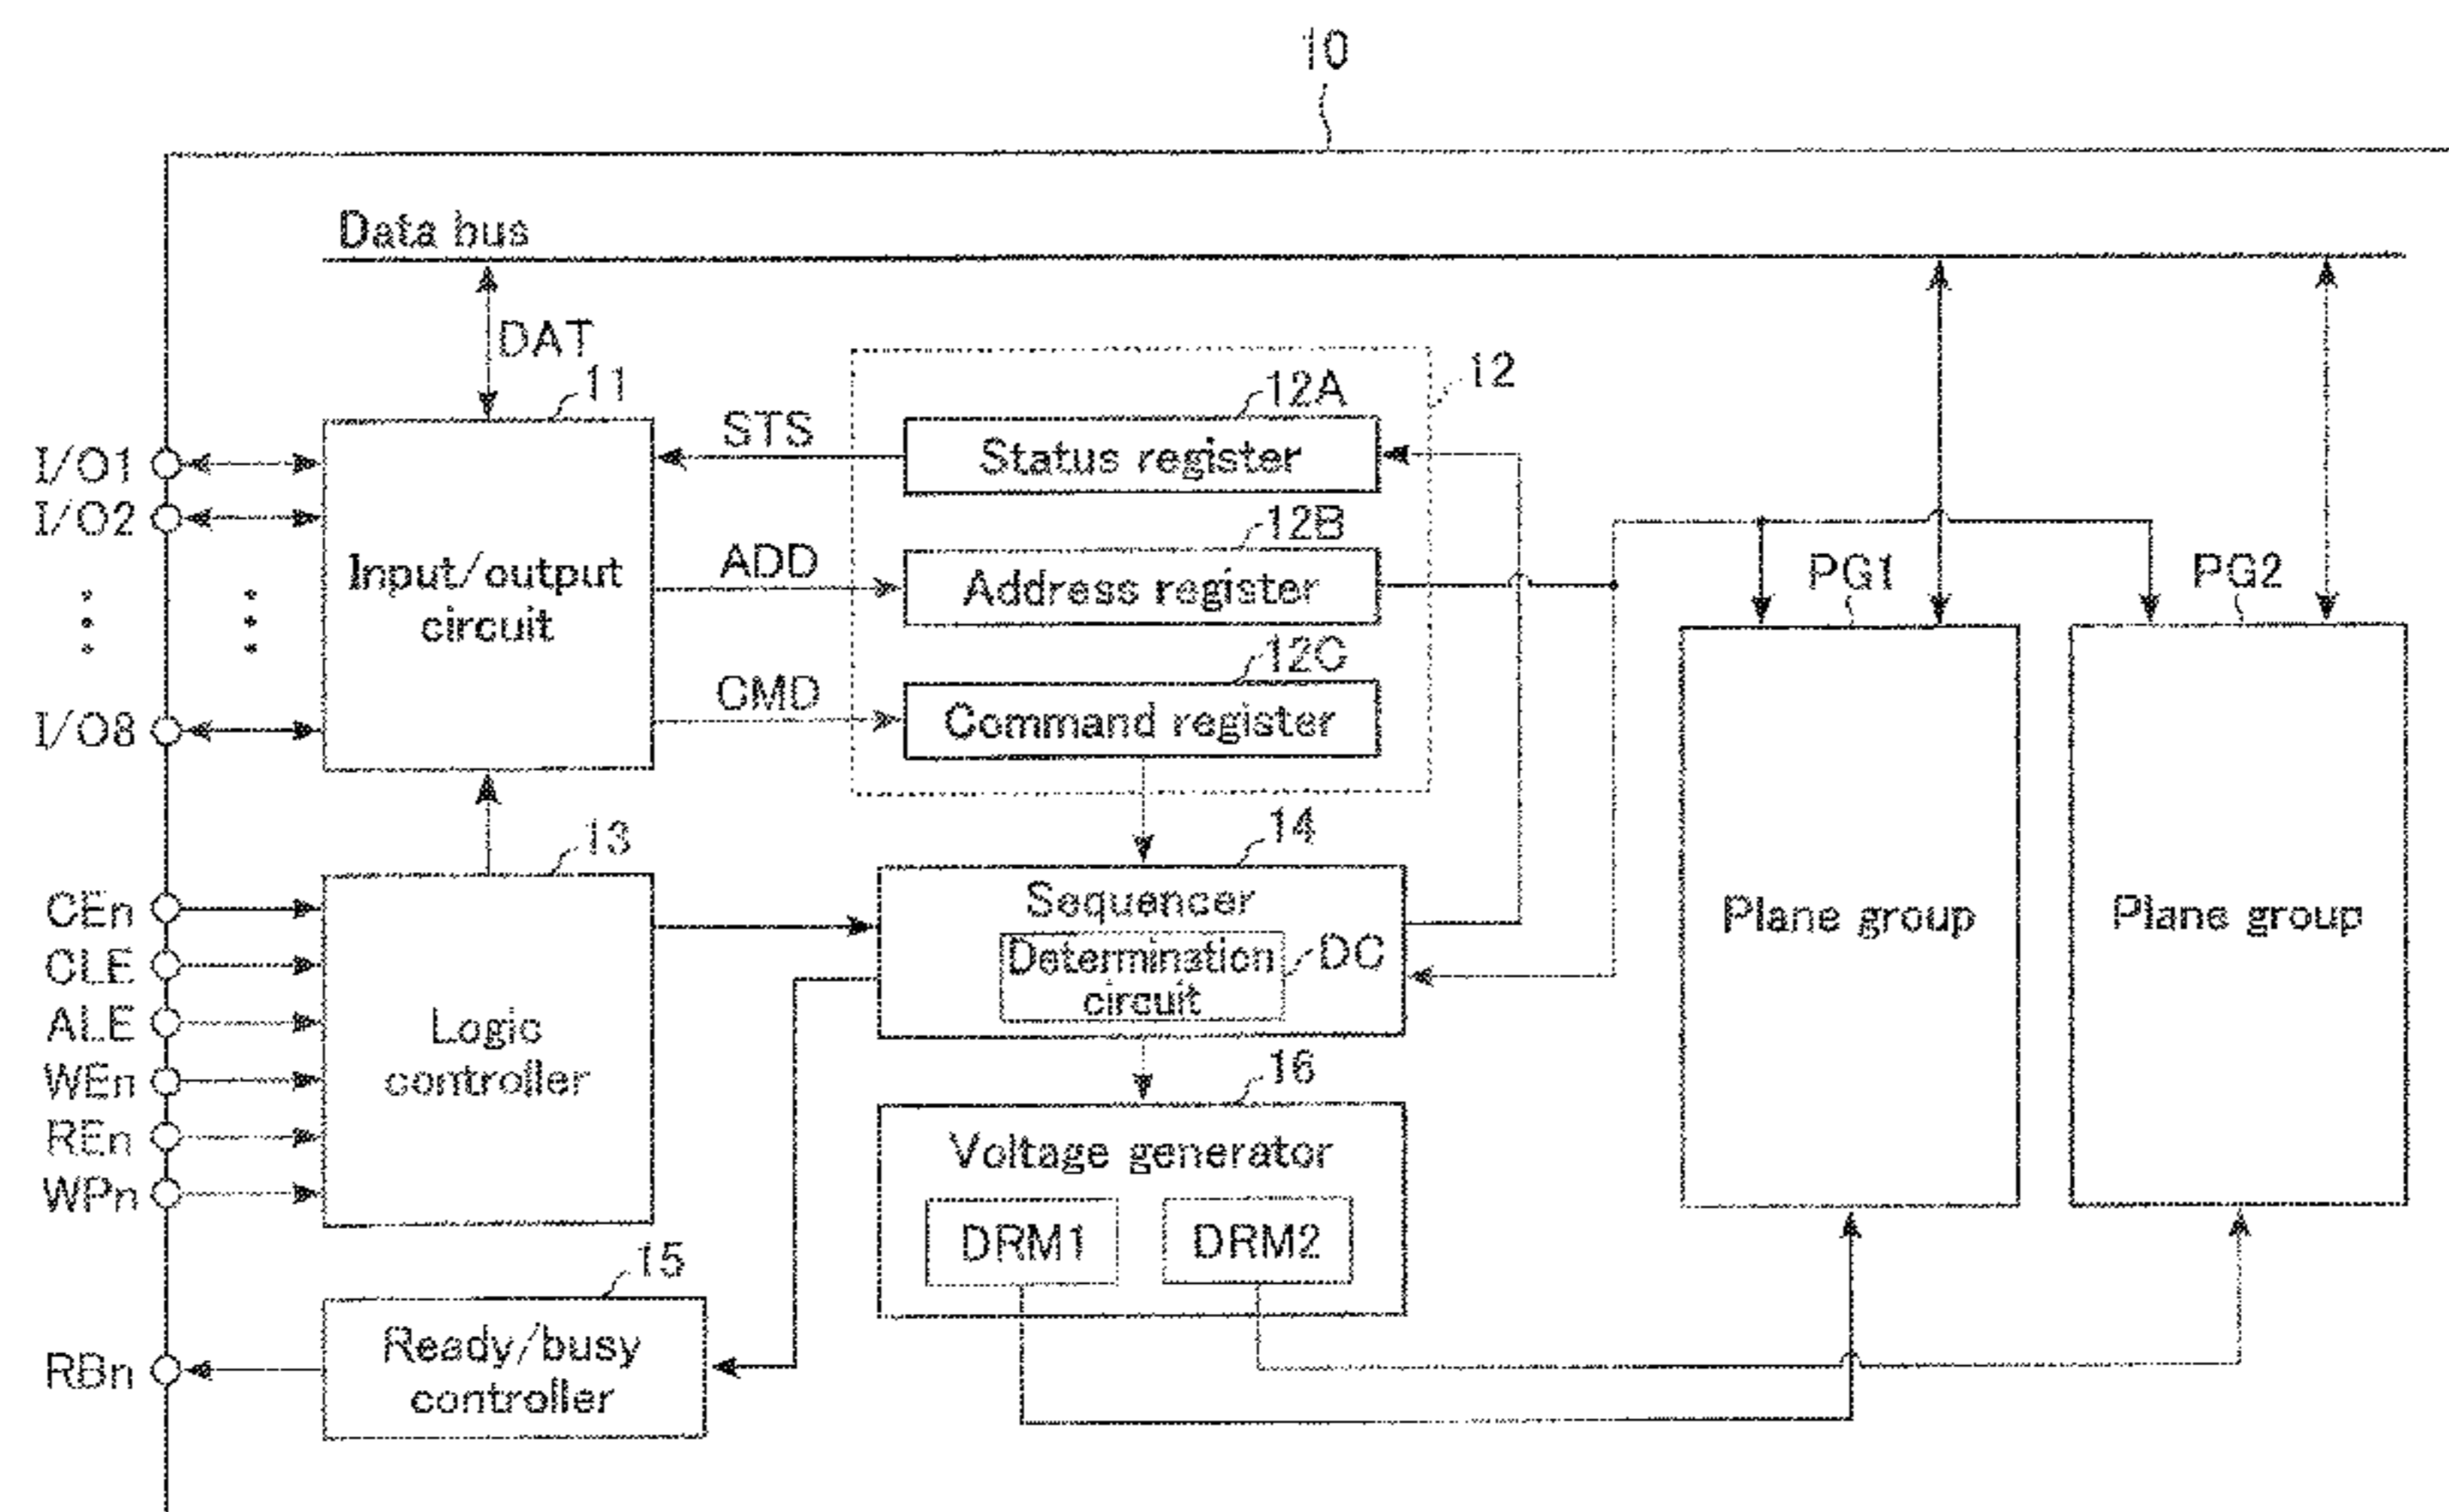 10
Data bus
DAT
11
12
12A
STS
Status register
I/O1
I/O2
12B
ADD
Address register
Input/output
circuit
PG1
PG2
12C
CMD
Command register
I/O8
13
14
CEn
CLE
ALE
WEn
REn
WPn
Logic
controller
Sequencer
Determination
circuit
DC
Plane group
Plane group
16
Voltage generator
DRM1
DRM2
15
Ready/busy
controller
RBn